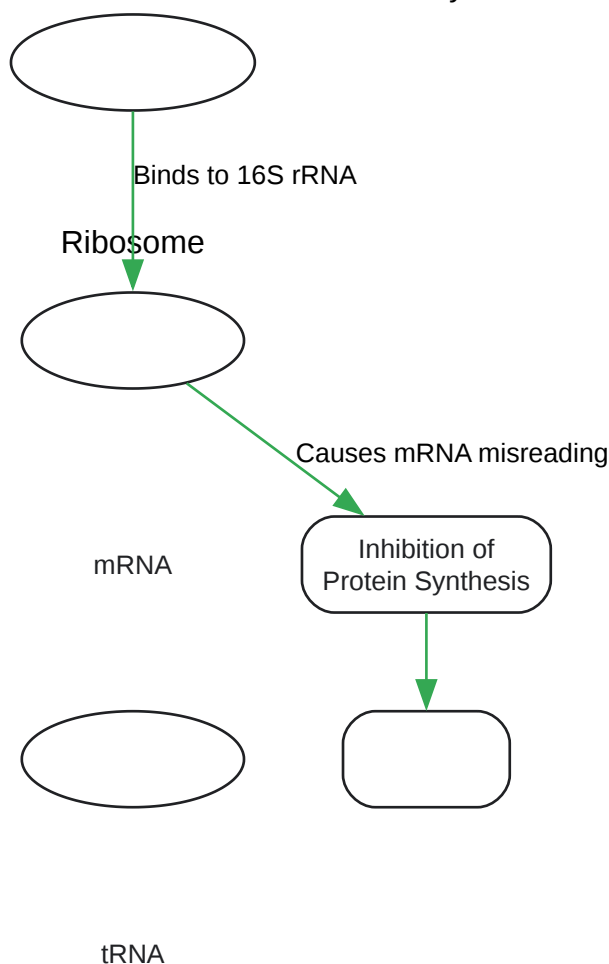 Binds to 16S rRNA
Ribosome
Causes mRNA misreading
mRNA
Inhibition of
Protein Synthesis
tRNA